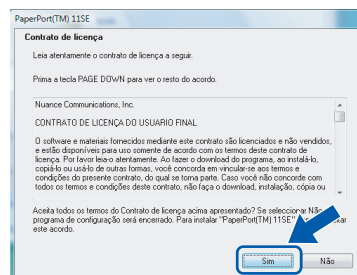 PaperPort(TM) 11SE
Contrato de licença
Leia atentamente o contrato de licença a seguir.
Prima a tecla PAGE DOWN para ver o resto do acordo.
Nuance Communications, Inc.
CONTRATO DE LICENÇA DO USUARIO FINAL
O software e materiais fornecidos mediante este contrato são licenciados e não vendidos,
e estão disponíveis para uso somente de acordo com os termos deste contrato de
licença. Por favor leia-o atentamente. Ao fazer o download do programa, ao instalá-lo,
copiá-lo ou usá-lo de outras formas, você concorda em vincular-se aos termos e
condições do presente contrato, do qual se torna parte. Caso você não concorde com
todos os termos e condições deste contrato, não faça o download, instalação, cópia ou
Aceita todos os termos do Contrato de licença acima apresentado? Se seleccionar Não
programa de configuração será encerrado. Para instalar "PaperPort(TM) 11SE"
este acordo.
Sim
Não